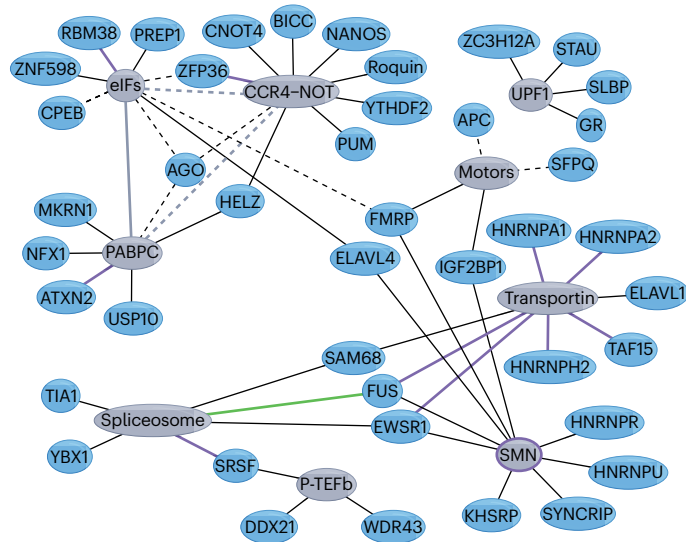 BICC
CNOT4
NANOS
RBM38
PREP1
ZC3H12A
STAU
ZNF598
ZFP36
Roquin
eIFs
CCR4–NOT
UPF1
SLBP
CPEB
YTHDF2
APC
GR
PUM
AGO
Motors
SFPQ
MKRN1
HELZ
FMRP
HNRNPA1
HNRNPA2
NFX1
PABPC
ELAVL4
IGF2BP1
ATXN2
Transportin
ELAVL1
USP10
SAM68
HNRNPH2
TAF15
TIA1
FUS
Spliceosome
EWSR1
HNRNPR
YBX1
SRSF
SMN
HNRNPU
P-TEFb
DDX21
WDR43
KHSRP
SYNCRIP